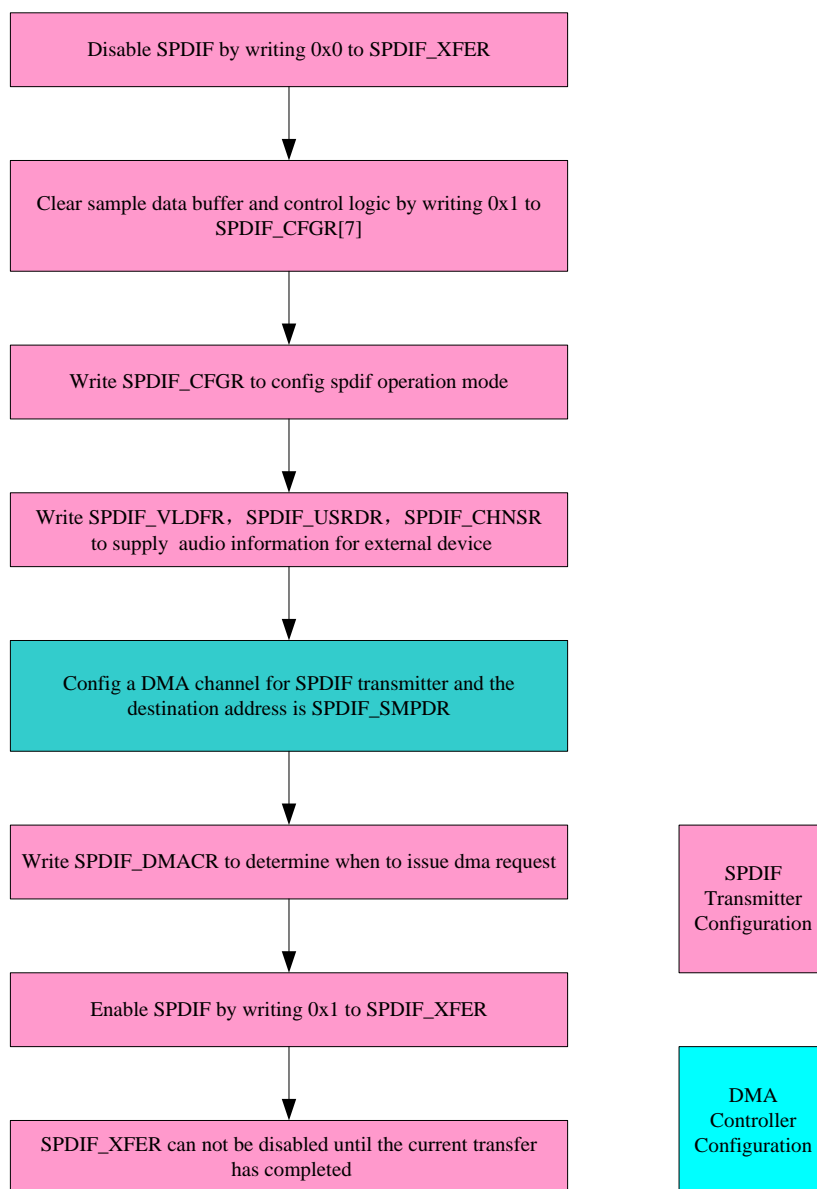 Disable SPDIF by writing 0x0 to SPDIF_XFER
Clear sample data buffer and control logic by writing 0x1 to
SPDIF_CFGR[7]
Write SPDIF_CFGR to config spdif operation mode
Write SPDIF_VLDFR，SPDIF_USRDR，SPDIF_CHNSR
to supply audio information for external device
Config a DMA channel for SPDIF transmitter and the
destination address is SPDIF_SMPDR
Write SPDIF_DMACR to determine when to issue dma request
Enable SPDIF by writing 0x1 to SPDIF_XFER
SPDIF_XFER can not be disabled until the current transfer
has completed
SPDIF
Transmitter
Configuration
DMA
Controller
Configuration